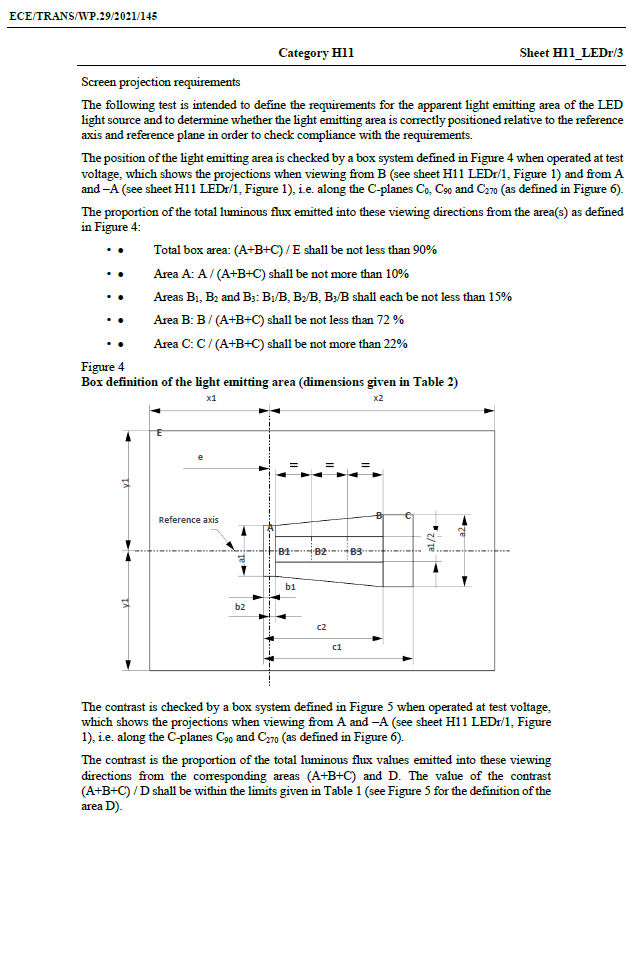 ECE/TRANS/WP.29/2021/145
Category H11 Sheet H11_LEDr/3
Screen projection requirements
The following test is intended to define the requirements for the apparent light emitting area of the LED
light source and to determine whether the light emitting area is correctly positioned relative to the reference
axis and reference plane in order to check compliance with the requirements.
The position of the light emitting area is checked by a box system defined in Figure 4 when operated at test
voltage, which shows the projections when viewing from B (see sheet H11 LEDr/1, Figure 1) and from A
and –A (see sheet H11 LEDr/1, Figure 1), i.e. along the C-planes C₀, C₉₀ and C₂₇₀ (as defined in Figure 6).
The proportion of the total luminous flux emitted into these viewing directions from the area(s) as defined
in Figure 4:
• • Total box area: (A+B+C) / E shall be not less than 90%
• • Area A: A / (A+B+C) shall be not more than 10%
• • Areas B₁, B₂ and B₃: B₁/B, B₂/B, B₃/B shall each be not less than 15%
• • Area B: B / (A+B+C) shall be not less than 72 %
• • Area C: C / (A+B+C) shall be not more than 22%
Figure 4
Box definition of the light emitting area (dimensions given in Table 2)
x1 x2
E
e
= = =
y1
Reference axis
A B C
a1 B1 B2 B3 a1/2 a2
b1
b2
y1
c2
c1
The contrast is checked by a box system defined in Figure 5 when operated at test voltage,
which shows the projections when viewing from A and –A (see sheet H11 LEDr/1, Figure
1), i.e. along the C-planes C₉₀ and C₂₇₀ (as defined in Figure 6).
The contrast is the proportion of the total luminous flux values emitted into these viewing
directions from the corresponding areas (A+B+C) and D. The value of the contrast
(A+B+C) / D shall be within the limits given in Table 1 (see Figure 5 for the definition of the
area D).